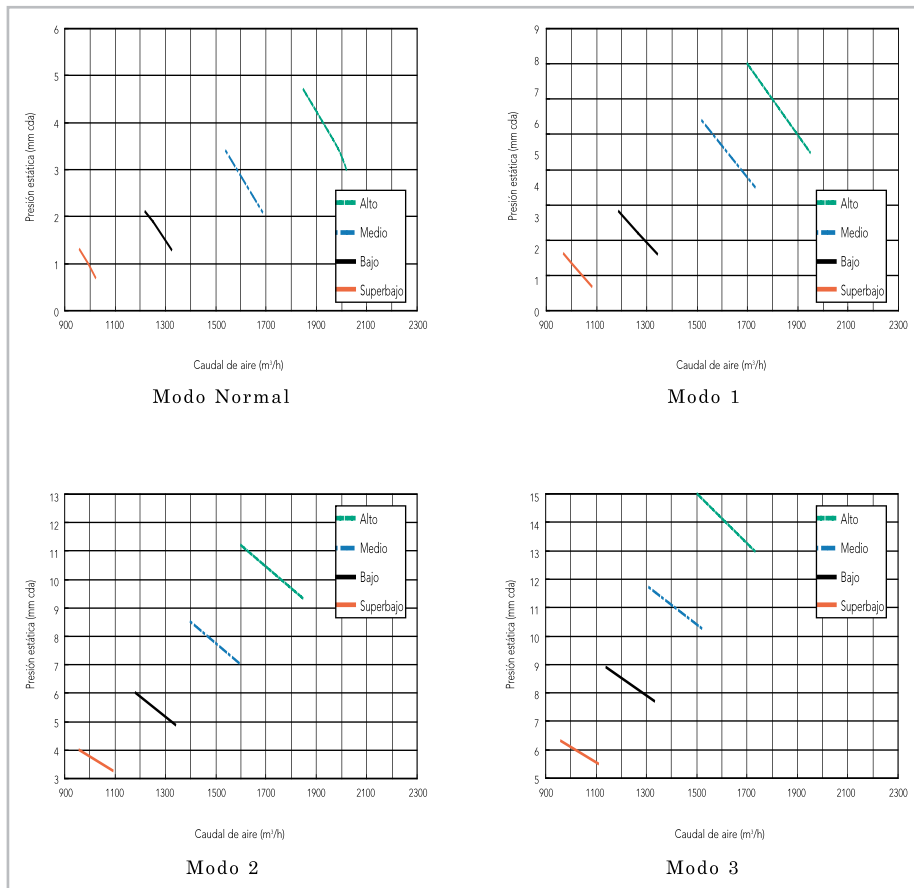 6
5
4
3
2
1
0
Presión estática (mm cda)
900 1100 1300 1500 1700 1900 2100 2300
Caudal de aire (m³/h)
Alto
Medio
Bajo
Superbajo
Modo Normal
9
8
7
6
5
4
3
2
1
0
Presión estática (mm cda)
900 1100 1300 1500 1700 1900 2100 2300
Caudal de aire (m³/h)
Alto
Medio
Bajo
Superbajo
Modo 1
13
12
11
10
9
8
7
6
5
4
3
Presión estática (mm cda)
900 1100 1300 1500 1700 1900 2100 2300
Caudal de aire (m³/h)
Alto
Medio
Bajo
Superbajo
Modo 2
15
14
13
12
11
10
9
8
7
6
5
Presión estática (mm cda)
900 1100 1300 1500 1700 1900 2100 2300
Caudal de aire (m³/h)
Alto
Medio
Bajo
Superbajo
Modo 3